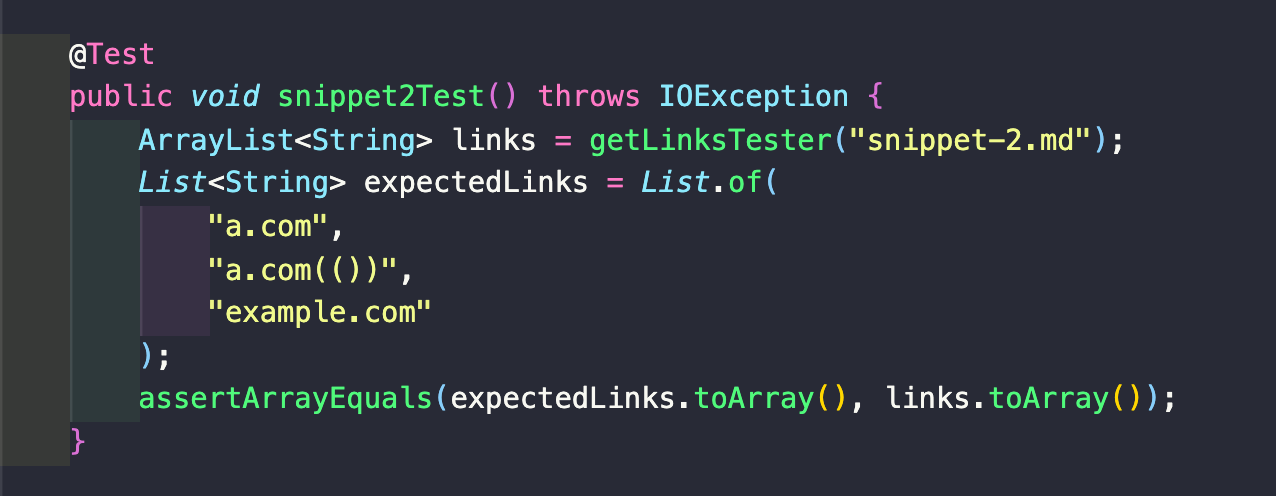 @Test
public void snippet2Test() throws IOException {
ArrayList<String> links = getLinksTester("snippet-2.md");
List<String> expectedLinks = List.of(
"a.com",
"a.com(())",
"example.com"
);
assertArrayEquals(expectedLinks.toArray(), links.toArray());
}